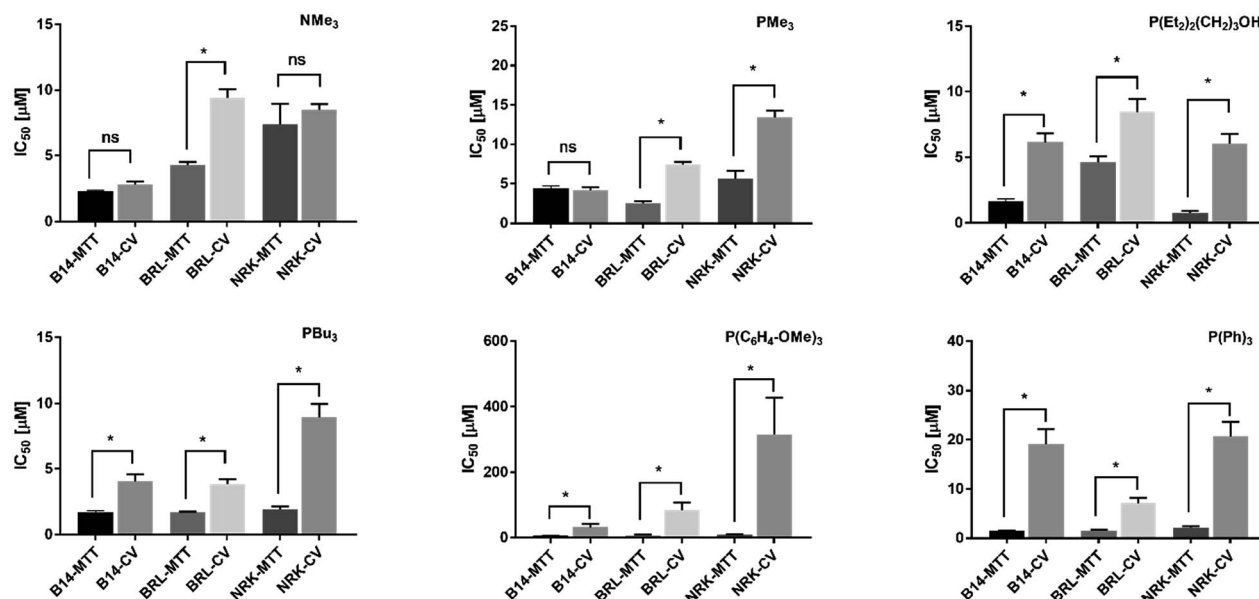 NMe₃
15
10
5
0
IC₅₀ [µM]
ns
*
ns
B14-MTT
B14-CV
BRL-MTT
BRL-CV
NRK-MTT
NRK-CV
PMe₃
25
20
15
10
5
0
IC₅₀ [µM]
ns
*
*
B14-MTT
B14-CV
BRL-MTT
BRL-CV
NRK-MTT
NRK-CV
P(Et₂)₂(CH₂)₃OH
15
10
5
0
IC₅₀ [µM]
*
*
*
B14-MTT
B14-CV
BRL-MTT
BRL-CV
NRK-MTT
NRK-CV
PBu₃
15
10
5
0
IC₅₀ [µM]
*
*
*
B14-MTT
B14-CV
BRL-MTT
BRL-CV
NRK-MTT
NRK-CV
P(C₆H₄-OMe)₃
600
400
200
0
IC₅₀ [µM]
*
*
*
B14-MTT
B14-CV
BRL-MTT
BRL-CV
NRK-MTT
NRK-CV
P(Ph)₃
40
30
20
10
0
IC₅₀ [µM]
*
*
*
B14-MTT
B14-CV
BRL-MTT
BRL-CV
NRK-MTT
NRK-CV